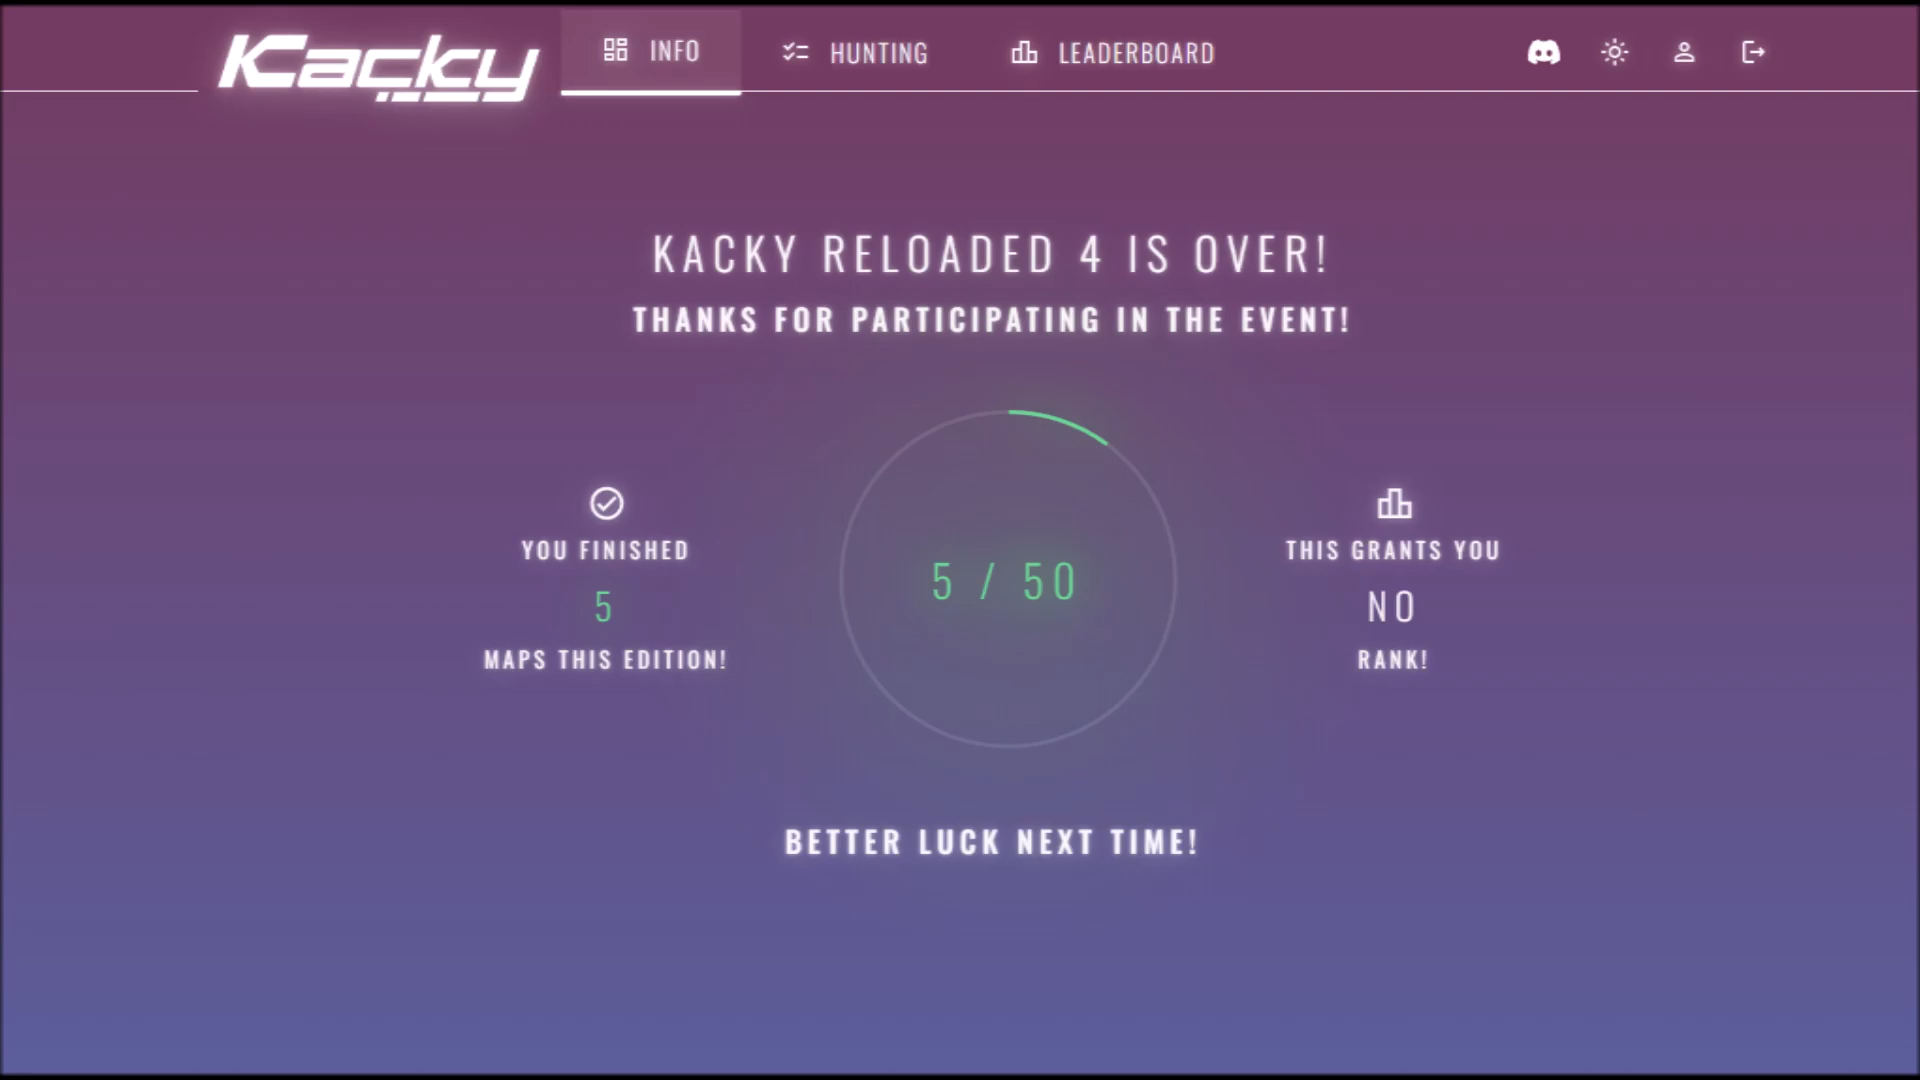 Kacky
INFO
HUNTING
LEADERBOARD
KACKY RELOADED 4 IS OVER!
THANKS FOR PARTICIPATING IN THE EVENT!
YOU FINISHED
5
MAPS THIS EDITION!
5 / 50
THIS GRANTS YOU
NO
RANK!
BETTER LUCK NEXT TIME!